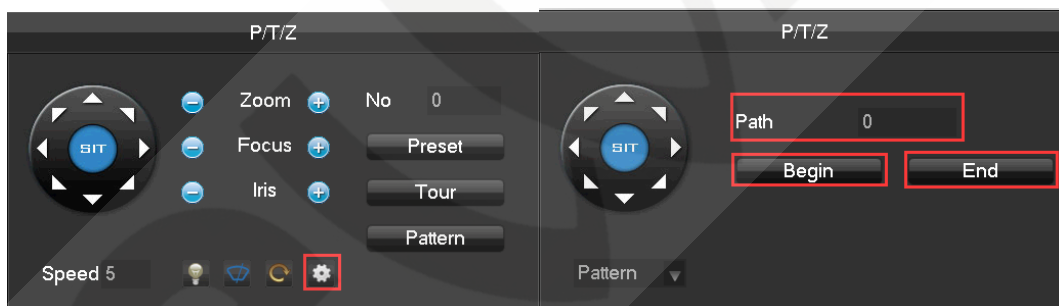 P/T/Z
Zoom
No 0
SIT
Focus
Preset
Iris
Tour
Pattern
Speed 5
P/T/Z
Path 0
SIT
Begin
End
Pattern